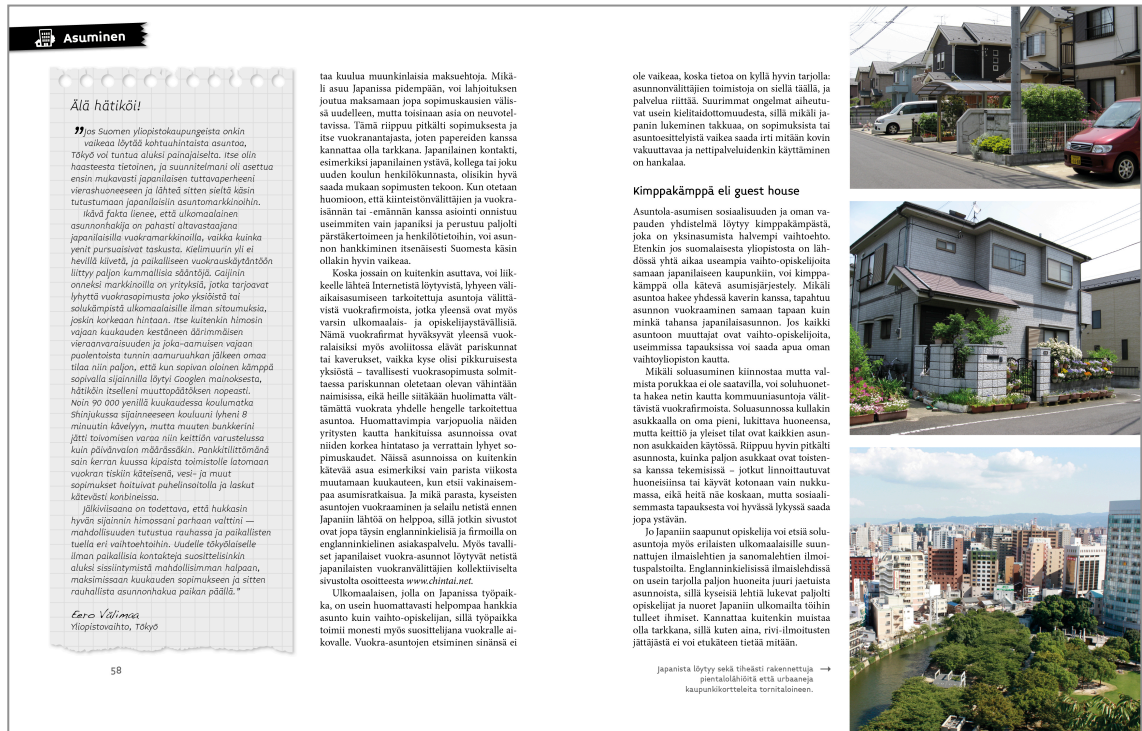 Asuminen
Älä hätiköi!
”Jos Suomen yliopistokaupungeista onkin
vaikea löytää kohtuuhintaista asuntoa,
Tōkyō voi tuntua aluksi painajaiselta. Itse olin
haasteesta tietoinen, ja suunnitelmani oli asettua
ensin mukavasti japanilaisen tuttavaperheeni
vierashuoneeseen ja lähteä sitten sieltä käsin
tutustumaan japanilaisiin asuntomarkkinoihin.
Ikävä fakta lienee, että ulkomaalainen
asunnonhakija on pahasti altavastaajana
japanilaisilla vuokramarkkinoilla, vaikka kuinka
yenit pursuaisivat taskusta. Kielimuurin yli ei
hevillä kiivetä, ja paikalliseen vuokrauskäytäntöön
liittyy paljon kummallisia sääntöjä. Gaijinin
onneksi markkinoilla on yrityksiä, jotka tarjoavat
lyhyttä vuokrasopimusta joko yksiöistä tai
solukämpistä ulkomaalaisille ilman sitoumuksia,
joskin korkeaan hintaan. Itse kuitenkin himosin
vajaan kuukauden kestäneen äärimmäisen
vieraanvaraisuuden ja joka-aamuisen vajaan
puolentoista tunnin aamuruuhkan jälkeen omaa
tilaa niin paljon, että kun sopivan oloinen kämppä
sopivalla sijainnilla löytyi Googlen mainoksesta,
hätiköin itselleni muuttopäätöksen nopeasti.
Noin 90 000 yenillä kuukaudessa koulumatka
Shinjukussa sijainneeseen kouluuni lyheni 8
minuutin kävelyyn, mutta muuten bunkkerini
jätti toivomisen varaa niin keittiön varustelussa
kuin päivänvalon määrässäkin. Pankkitilittömänä
sain kerran kuussa kipaista toimistolle latomaan
vuokran tiskiin käteisenä, vesi- ja muut
sopimukset hoituivat puhelinsoitolla ja laskut
kätevästi konbineissa.
Jälkiviisaana on todettava, että hukkasin
hyvän sijainnin himossani parhaan valttini —
mahdollisuuden tutustua rauhassa ja paikallisten
tuella eri vaihtoehtoihin. Uudelle tōkyōlaiselle
ilman paikallisia kontakteja suosittelisinkin
aluksi sissiintymistä mahdollisimman halpaan,
maksimissaan kuukauden sopimukseen ja sitten
rauhallista asunnonhakua paikan päällä.”
Eero Välimaa
Yliopistovaihto, Tōkyō
58
taa kuulua muunkinlaisia maksuehtoja. Mikä-
li asuu Japanissa pidempään, voi lahjoituksen
joutua maksamaan jopa sopimuskausien välis-
sä uudelleen, mutta toisinaan asia on neuvotel-
tavissa. Tämä riippuu pitkälti sopimuksesta ja
itse vuokranantajasta, joten papereiden kanssa
kannattaa olla tarkkana. Japanilainen kontakti,
esimerkiksi japanilainen ystävä, kollega tai joku
uuden koulun henkilökunnasta, olisikin hyvä
saada mukaan sopimusten tekoon. Kun otetaan
huomioon, että kiinteistönvälittäjien ja vuokra-
isännän tai -emännän kanssa asiointi onnistuu
useimmiten vain japaniksi ja perustuu paljolti
pärstäkertoimeen ja henkilötietoihin, voi asun-
non hankkiminen itsenäisesti Suomesta käsin
ollakin hyvin vaikeaa.
Koska jossain on kuitenkin asuttava, voi liik-
keelle lähteä Internetistä löytyvistä, lyhyeen väli-
aikaisasumiseen tarkoitettuja asuntoja välittä-
vistä vuokrafirmoista, jotka yleensä ovat myös
varsin ulkomaalais- ja opiskelijaystävällisiä.
Nämä vuokrafirmat hyväksyvät yleensä vuok-
ralaisiksi myös avoliitossa elävät pariskunnat
tai kaverukset, vaikka kyse olisi pikkuruisesta
yksiöstä – tavallisesti vuokrasopimusta solmit-
taessa pariskunnan oletetaan olevan vähintään
naimisissa, eikä heille siitäkään huolimatta vält-
tämättä vuokrata yhdelle hengelle tarkoitettua
asuntoa. Huomattavimpia varjopuolia näiden
yritysten kautta hankituissa asunnoissa ovat
niiden korkea hintataso ja verrattain lyhyet so-
pimuskaudet. Näissä asunnoissa on kuitenkin
kätevää asua esimerkiksi vain parista viikosta
muutamaan kuukauteen, kun etsii vakinaisem-
paa asumisratkaisua. Ja mikä parasta, kyseisten
asuntojen vuokraaminen ja selailu netistä ennen
Japaniin lähtöä on helppoa, sillä jotkin sivustot
ovat jopa täysin englanninkielisiä ja firmoilla on
englanninkielinen asiakaspalvelu. Myös tavalli-
set japanilaiset vuokra-asunnot löytyvät netistä
japanilaisten vuokranvälittäjien kollektiiviselta
sivustolta osoitteesta www.chintai.net.
Ulkomaalaisen, jolla on Japanissa työpaik-
ka, on usein huomattavasti helpompaa hankkia
asunto kuin vaihto-opiskelijan, sillä työpaikka
toimii monesti myös suosittelijana vuokralle ai-
kovalle. Vuokra-asuntojen etsiminen sinänsä ei
ole vaikeaa, koska tietoa on kyllä hyvin tarjolla:
asunnonvälittäjien toimistoja on siellä täällä, ja
palvelua riittää. Suurimmat ongelmat aiheutu-
vat usein kielitaidottomuudesta, sillä mikäli ja-
panin lukeminen takkuaa, on sopimuksista tai
asuntoesittelyistä vaikea saada irti mitään kovin
vakuuttavaa ja nettipalveluidenkin käyttäminen
on hankalaa.
Kimppakämppä eli guest house
Asuntola-asumisen sosiaalisuuden ja oman va-
pauden yhdistelmä löytyy kimppakämpästä,
joka on yksinasumista halvempi vaihtoehto.
Etenkin jos suomalaisesta yliopistosta on läh-
dössä yhtä aikaa useampia vaihto-opiskelijoita
samaan japanilaiseen kaupunkiin, voi kimppa-
kämppä olla kätevä asumisjärjestely. Mikäli
asuntoa hakee yhdessä kaverin kanssa, tapahtuu
asunnon vuokraaminen samaan tapaan kuin
minkä tahansa japanilaisasunnon. Jos kaikki
asuntoon muuttajat ovat vaihto-opiskelijoita,
useimmissa tapauksissa voi saada apua oman
vaihtoyliopiston kautta.
Mikäli soluasuminen kiinnostaa mutta val-
mista porukkaa ei ole saatavilla, voi soluhuonet-
ta hakea netin kautta kommuuniasuntoja välit-
tävistä vuokrafirmoista. Soluasunnossa kullakin
asukkaalla on oma pieni, lukittava huoneensa,
mutta keittiö ja yleiset tilat ovat kaikkien asun-
non asukkaiden käytössä. Riippuu hyvin pitkälti
asunnosta, kuinka paljon asukkaat ovat toisten-
sa kanssa tekemisissä – jotkut linnoittautuvat
huoneisiinsa tai käyvät kotonaan vain nukku-
massa, eikä heitä näe koskaan, mutta sosiaali-
semmasta tapauksesta voi hyvässä lykyssä saada
jopa ystävän.
Jo Japaniin saapunut opiskelija voi etsiä solu-
asuntoja myös erilaisten ulkomaalaisille suun-
nattujen ilmaislehtien ja sanomalehtien ilmoi-
tuspalstoilta. Englanninkielisissä ilmaislehdissä
on usein tarjolla paljon huoneita juuri jaetuista
asunnoista, sillä kyseisiä lehtiä lukevat paljolti
opiskelijat ja nuoret Japaniin ulkomailta töihin
tulleet ihmiset. Kannattaa kuitenkin muistaa
olla tarkkana, sillä kuten aina, rivi-ilmoitusten
jättäjästä ei voi etukäteen tietää mitään.
Japanista löytyy sekä tiheästi rakennettuja →
pientalolähiöitä että urbaaneja
kaupunkikortteleita tornitaloineen.